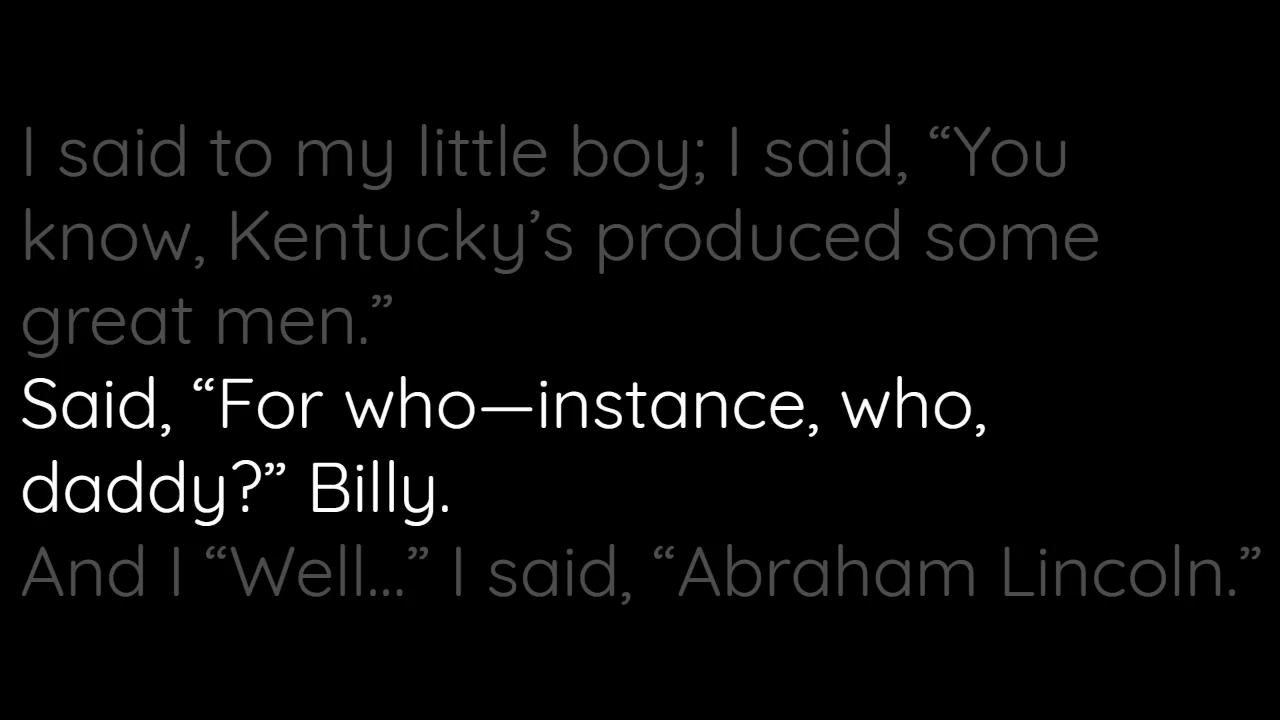 I said to my little boy; I said, “You
know, Kentucky’s produced some
great men.”
Said, “For who—instance, who,
daddy?” Billy.
And I “Well...” I said, “Abraham Lincoln.”